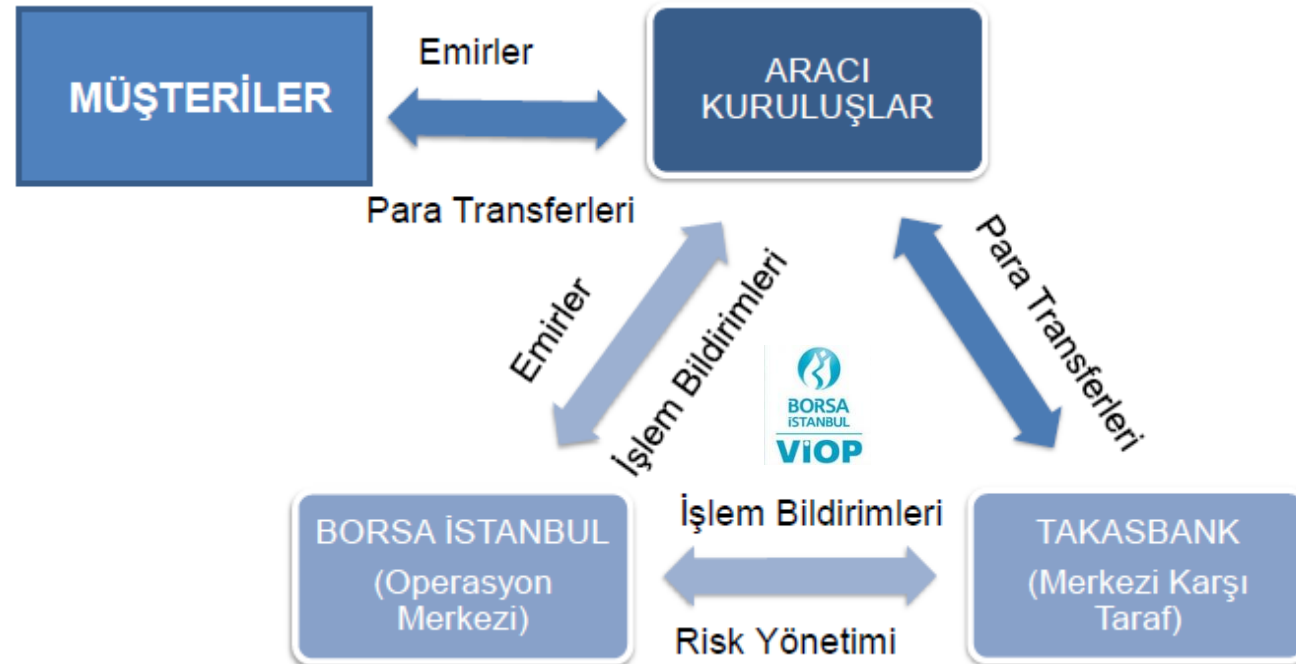 Emirler
MÜŞTERİLER
ARACI
KURULUŞLAR
Para Transferleri
Emirler
İşlem Bildirimleri
Para Transferleri
BORSA
İSTANBUL
VİOP
BORSA İSTANBUL
(Operasyon
Merkezi)
İşlem Bildirimleri
Risk Yönetimi
TAKASBANK
(Merkezi Karşı
Taraf)